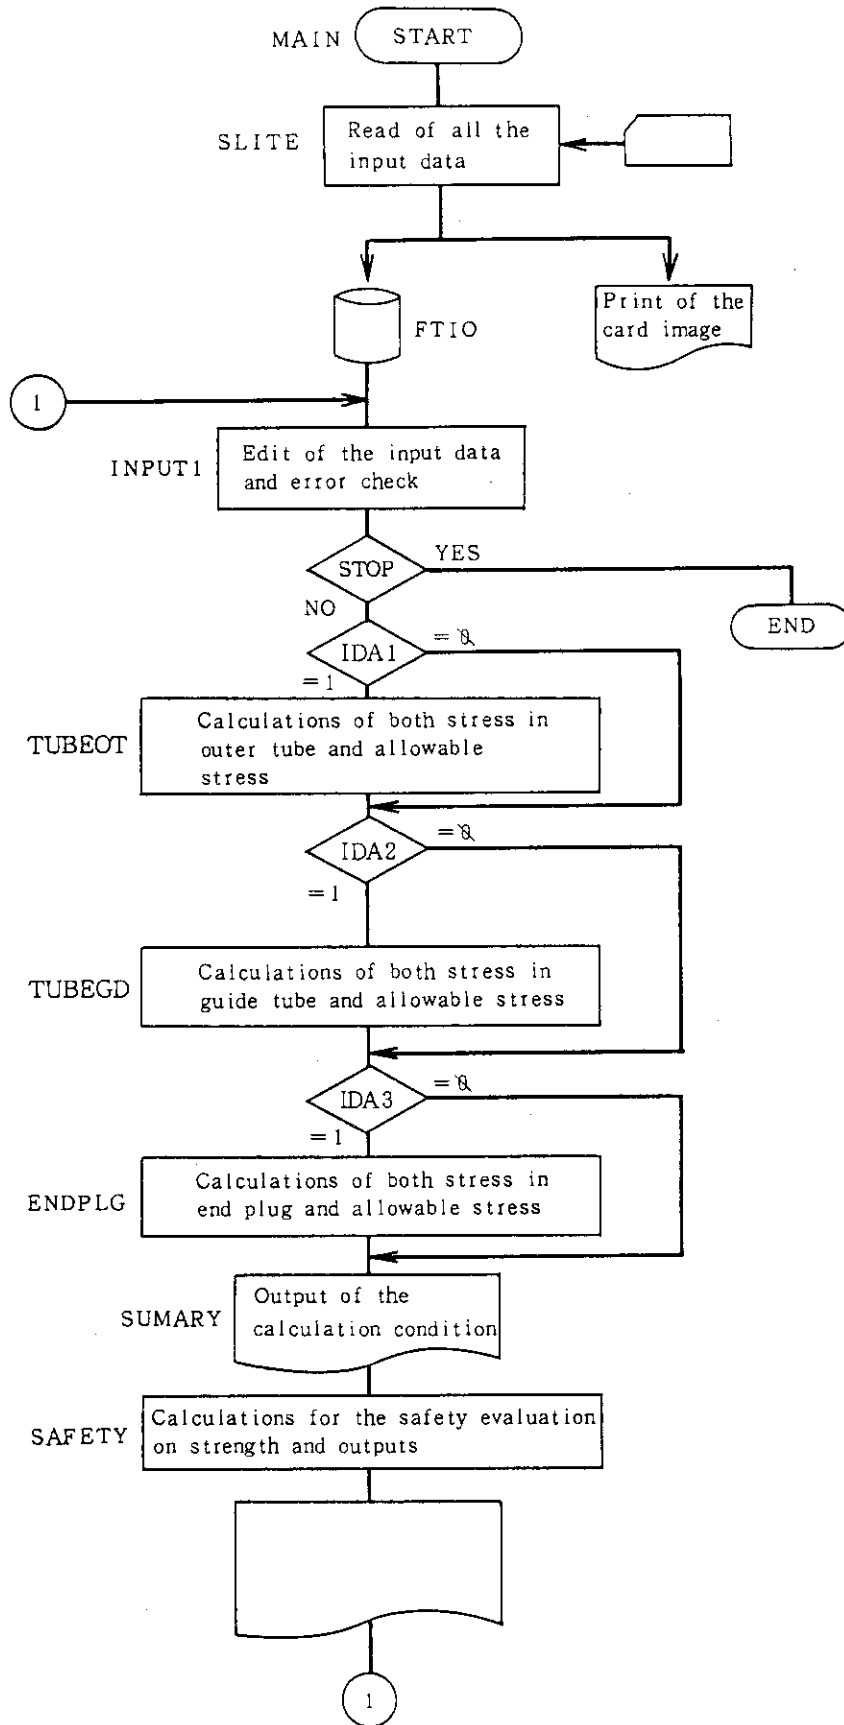 MAIN
START
SLITE
Read of all the
input data
FTIO
Print of the
card image
1
INPUT1
Edit of the input data
and error check
STOP
YES
NO
END
IDA1
= 0
= 1
TUBEOT
Calculations of both stress in
outer tube and allowable
stress
IDA2
= 0
= 1
TUBEGD
Calculations of both stress in
guide tube and allowable stress
IDA3
= 0
= 1
ENDPLG
Calculations of both stress in
end plug and allowable stress
SUMARY
Output of the
calculation condition
SAFETY
Calculations for the safety evaluation
on strength and outputs
1